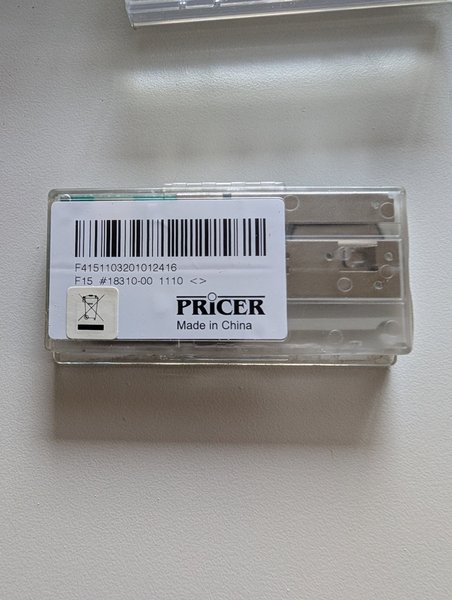 F4151103201012416
F15 #18310-00 1110 <>
PRICER
Made in China